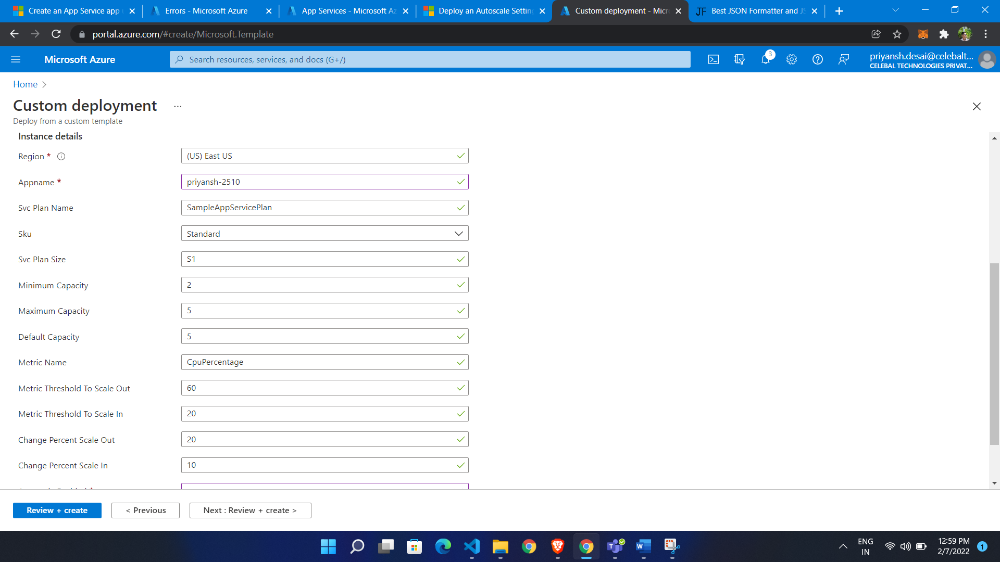 Create an App Service app
Errors - Microsoft Azure
App Services - Microsoft Az
Deploy an Autoscale Setting
Custom deployment - Micr
Best JSON Formatter and JS
portal.azure.com/#create/Microsoft.Template
Microsoft Azure
Search resources, services, and docs (G+/)
3
priyansh.desai@celebalt...
CELEBAL TECHNOLOGIES PRIVAT...
Home
Custom deployment
...
Deploy from a custom template
Instance details
Region *
(US) East US
Appname *
priyansh-2510
Svc Plan Name
SampleAppServicePlan
Sku
Standard
Svc Plan Size
S1
Minimum Capacity
2
Maximum Capacity
5
Default Capacity
5
Metric Name
CpuPercentage
Metric Threshold To Scale Out
60
Metric Threshold To Scale In
20
Change Percent Scale Out
20
Change Percent Scale In
10
Review + create
< Previous
Next : Review + create >
ENG
IN
12:59 PM
2/7/2022
1